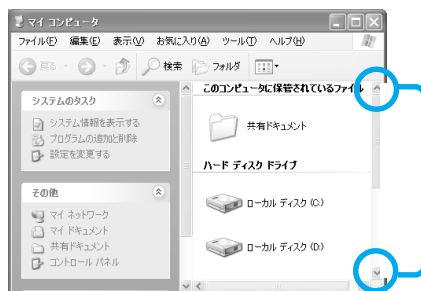 マイ コンピュータ
ファイル(F) 編集(E) 表示(V) お気に入り(A) ツール(T) ヘルプ(H)
戻る 検索 フォルダ
システムのタスク
システム情報を表示する
プログラムの追加と削除
設定を変更する
その他
マイ ネットワーク
マイ ドキュメント
共有ドキュメント
コントロール パネル
このコンピュータに保管されているファイル
共有ドキュメント
ハード ディスク ドライブ
ローカル ディスク (C:)
ローカル ディスク (D:)